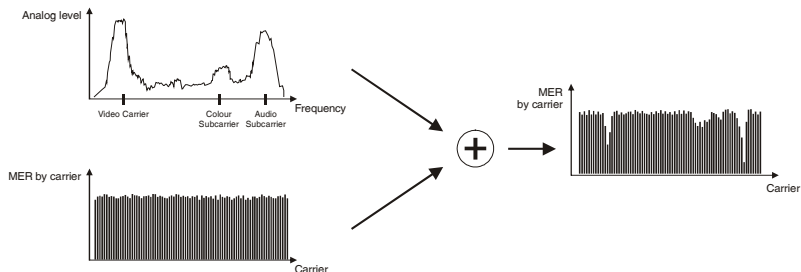 Analog level
Frequency
Video Carrier
Colour
Subcarrier
Audio
Subcarrier
MER by carrier
Carrier
MER
by carrier
Carrier